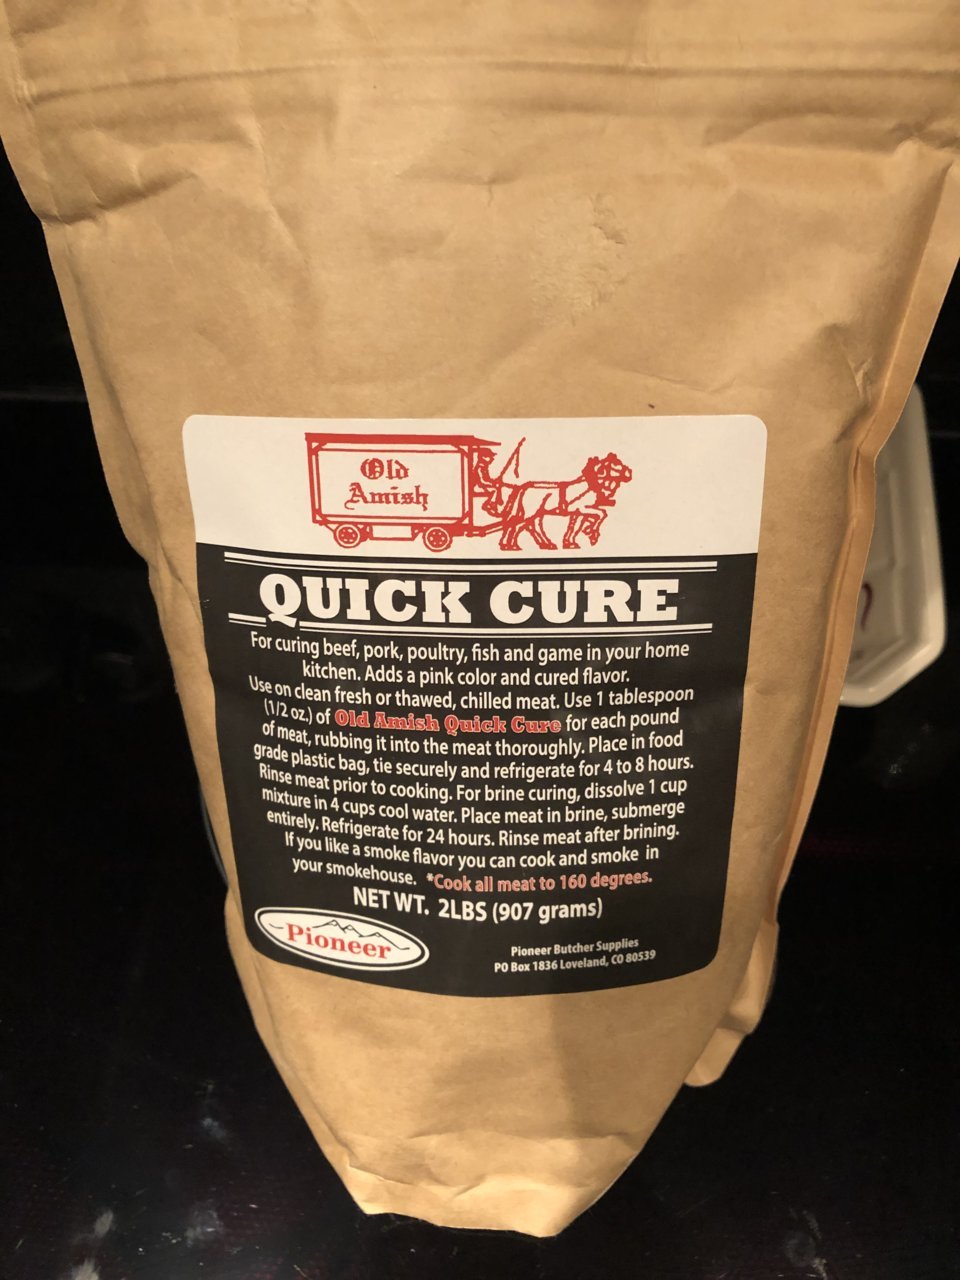 Old
Amish
QUICK CURE
For curing beef, pork, poultry, fish and game in your home
kitchen. Adds a pink color and cured flavor.
Use on clean fresh or thawed, chilled meat. Use 1 tablespoon
(1/2 oz.) of Old Amish Quick Cure for each pound
of meat, rubbing it into the meat thoroughly. Place in food
grade plastic bag, tie securely and refrigerate for 4 to 8 hours.
Rinse meat prior to cooking. For brine curing, dissolve 1 cup
mixture in 4 cups cool water. Place meat in brine, submerge
entirely. Refrigerate for 24 hours. Rinse meat after brining.
If you like a smoke flavor you can cook and smoke in
your smokehouse. *Cook all meat to 160 degrees.
NET WT. 2LBS (907 grams)
Pioneer
Pioneer Butcher Supplies
PO Box 1836 Loveland, CO 80539